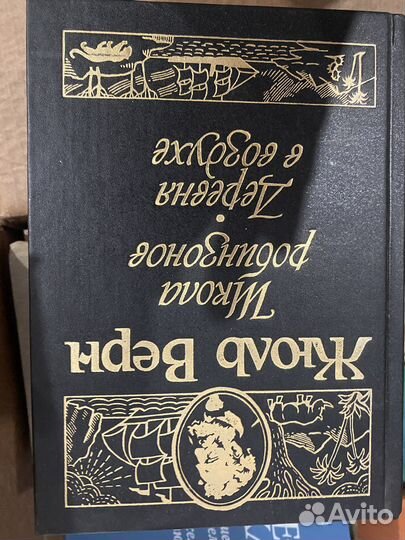 Жюль Верн
Школа
робинзонов
•
Деревня
в воздухе
Avito